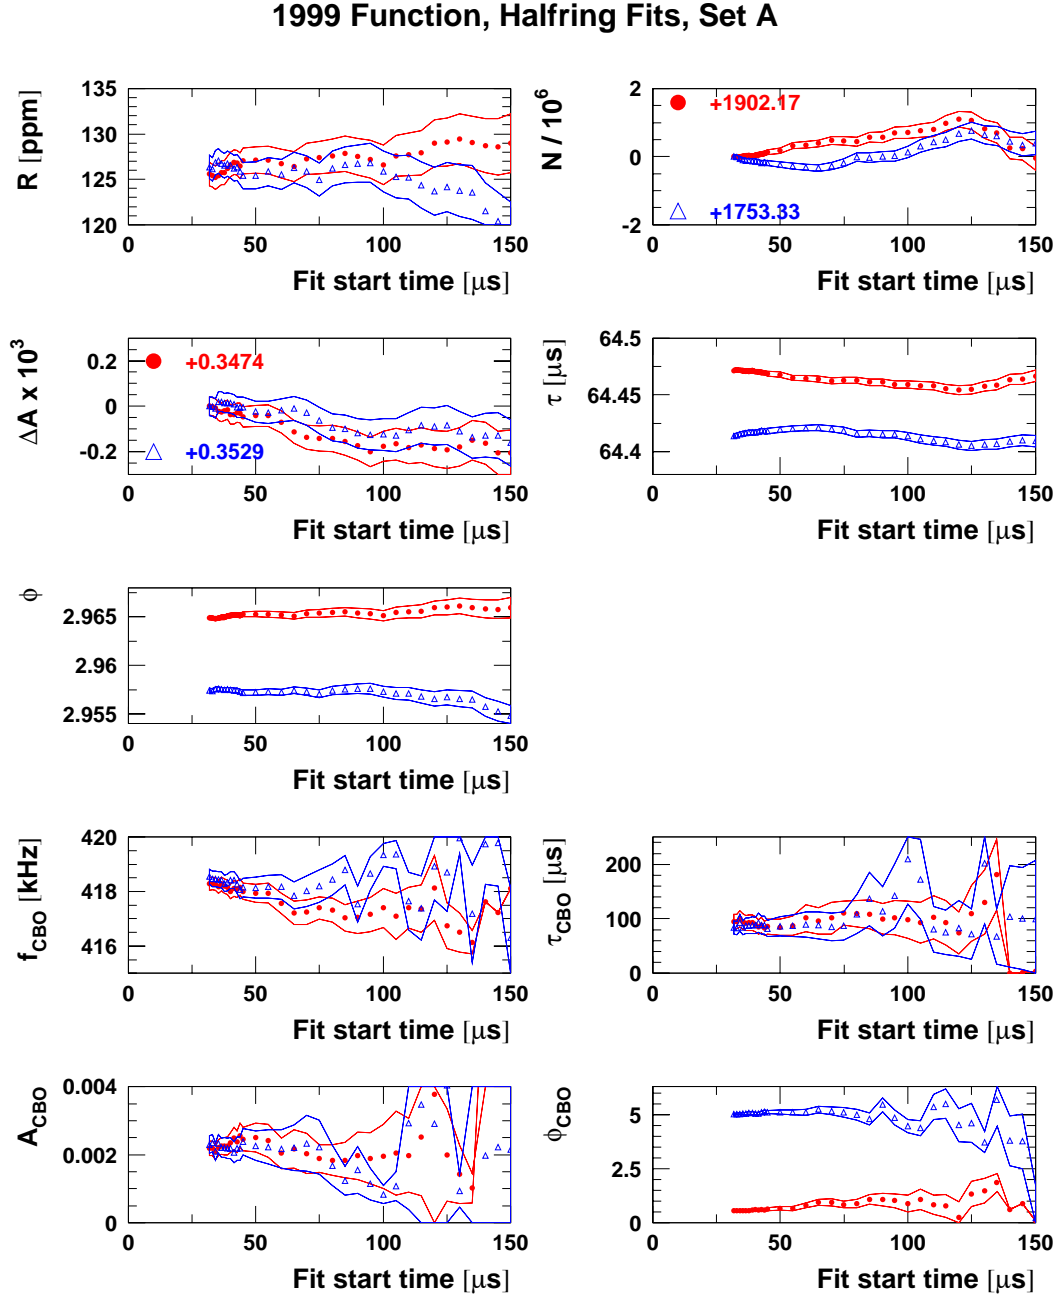 1999 Function, Halfring Fits, Set A
R [ppm]
135
130
125
120
0 50 100 150
Fit start time [μs]
N / 10⁶
2
0
-2
+1902.17
+1753.33
0 50 100 150
Fit start time [μs]
ΔA x 10³
0.2
0
-0.2
+0.3474
+0.3529
0 50 100 150
Fit start time [μs]
τ [μs]
64.5
64.45
64.4
0 50 100 150
Fit start time [μs]
ϕ
2.965
2.96
2.955
0 50 100 150
Fit start time [μs]
f_CBO [kHz]
420
418
416
0 50 100 150
Fit start time [μs]
τ_CBO [μs]
200
100
0
0 50 100 150
Fit start time [μs]
A_CBO
0.004
0.002
0
0 50 100 150
Fit start time [μs]
ϕ_CBO
5
2.5
0
0 50 100 150
Fit start time [μs]